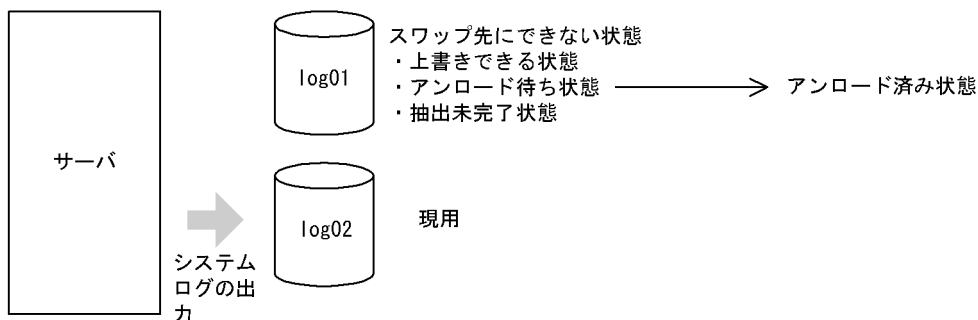 サーバ
システム
ログの出
力
log01
スワップ先にできない状態
・上書きできる状態
・アンロード待ち状態
・抽出未完了状態
アンロード済み状態
log02
現用